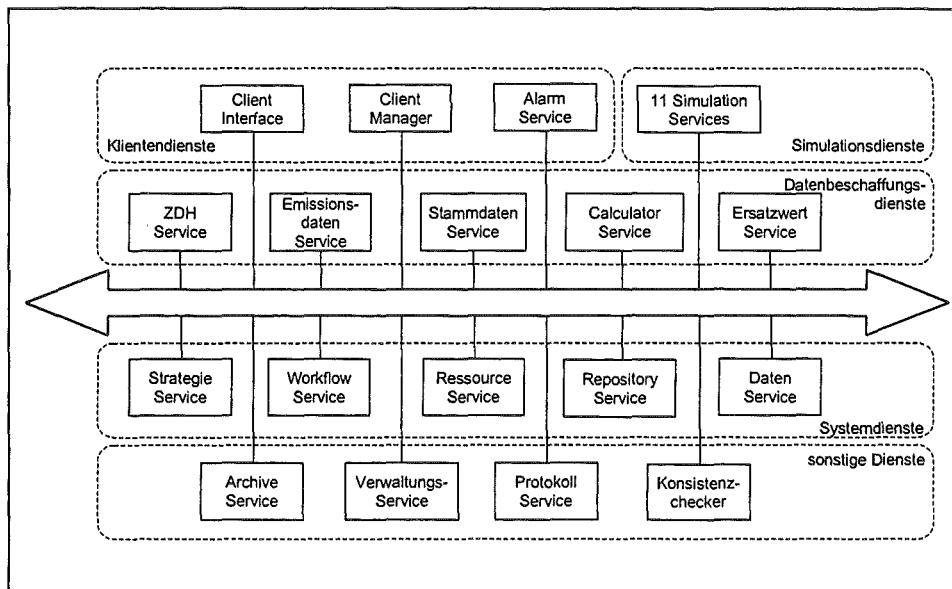 Client
Interface
Client
Manager
Alarm
Service
11 Simulation
Services
Klientendienste
Simulationsdienste
Datenbeschaffungs-
dienste
ZDH
Service
Emissions-
daten
Service
Stammdaten
Service
Calculator
Service
Ersatzwert
Service
Strategie
Service
Workflow
Service
Ressource
Service
Repository
Service
Daten
Service
Systemdienste
sonstige Dienste
Archive
Service
Verwaltungs-
Service
Protokoll
Service
Konsistenz-
checker